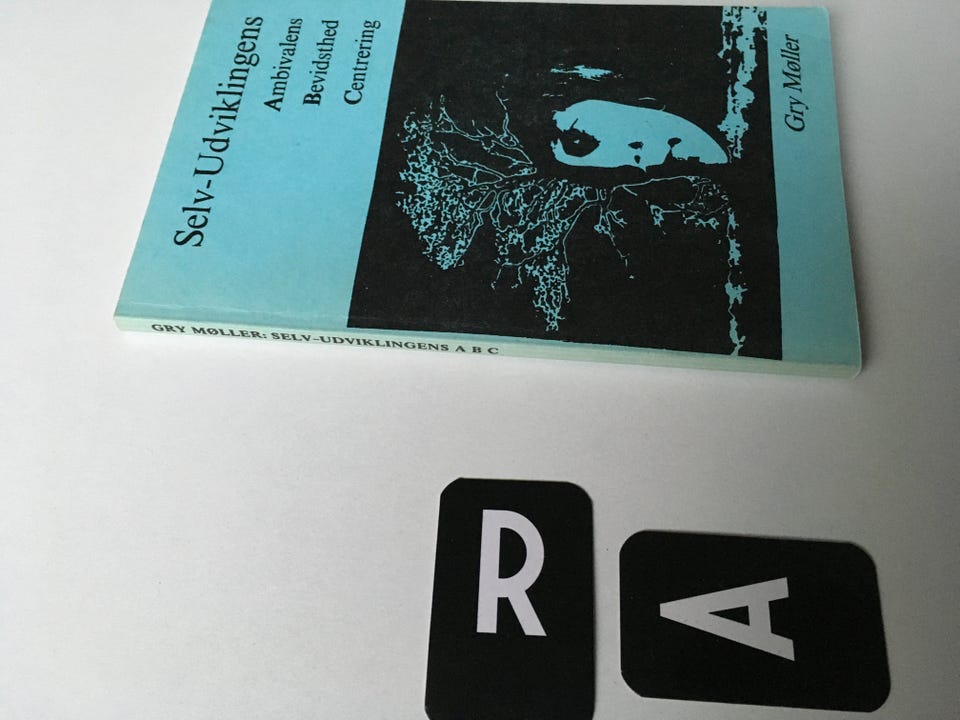 Selv-Udviklingens
Ambivalens
Bevidsthed
Centrering
Gry Møller
GRY MØLLER: SELV-UDVIKLINGENS A B C
R
A